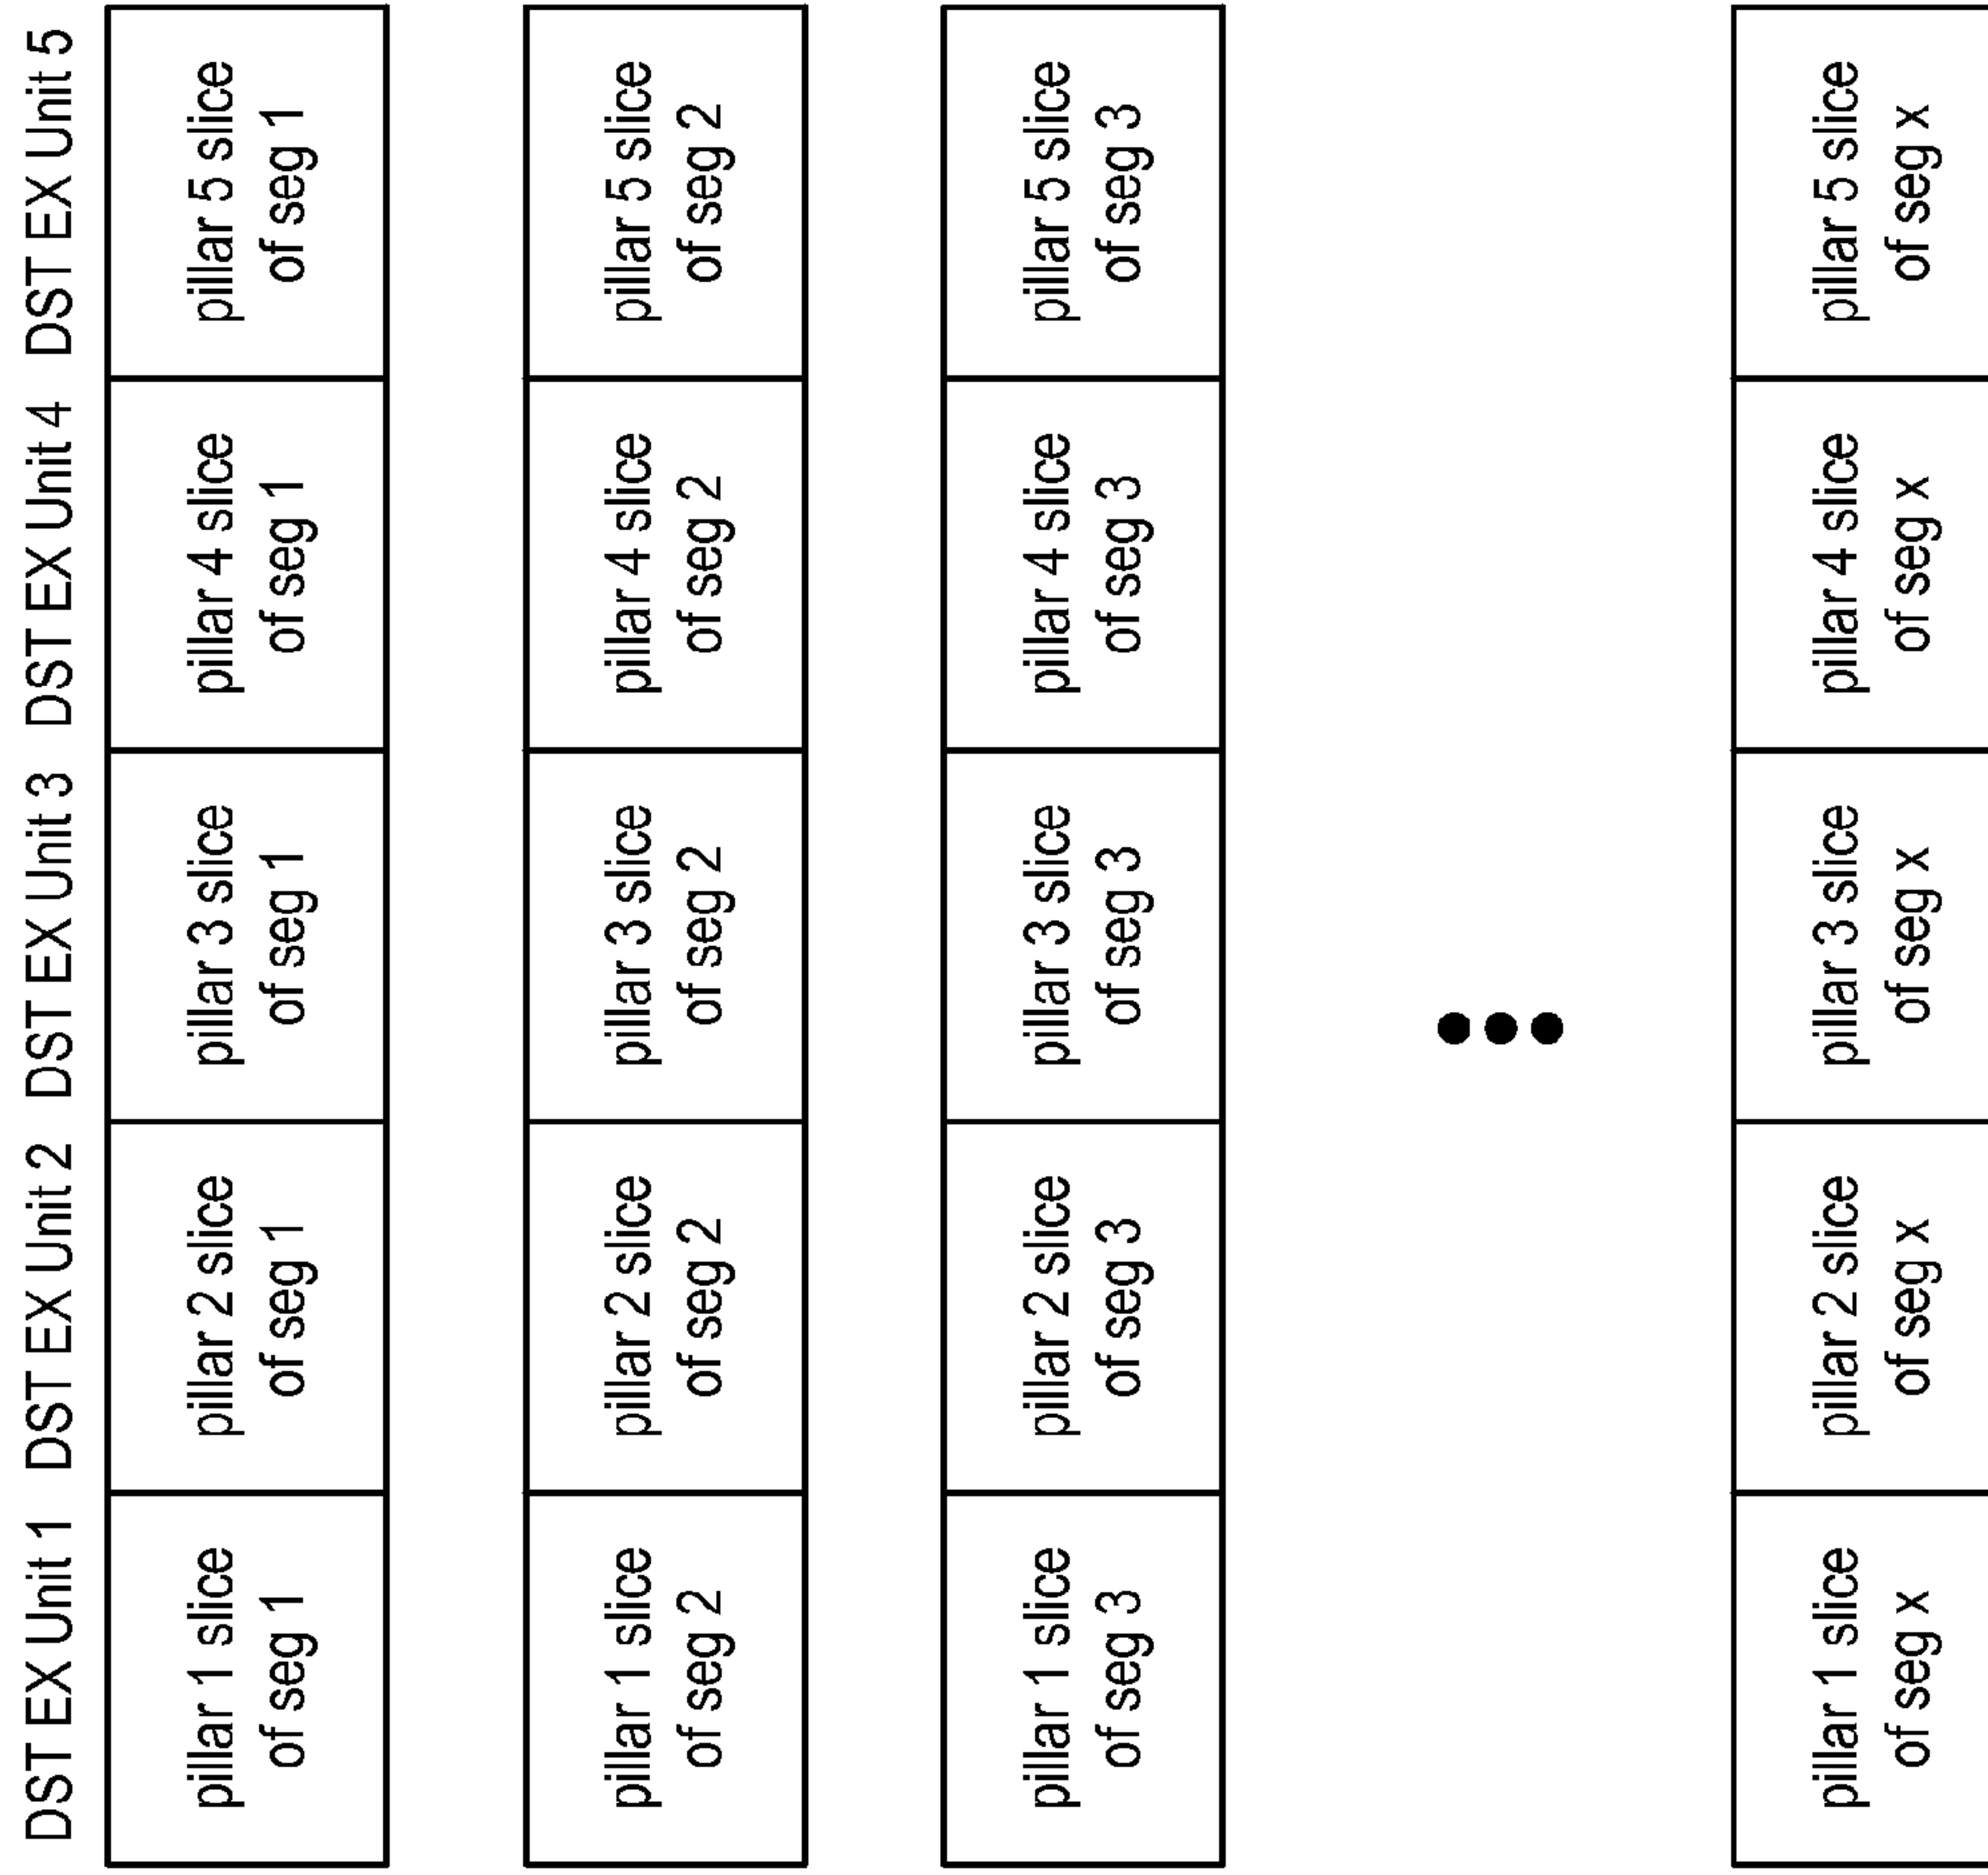 DST EX Unit 1 DST EX Unit 2 DST EX Unit 3 DST EX Unit 4 DST EX Unit 5
pillar 1 slice
of seg 1
pillar 2 slice
of seg 1
pillar 3 slice
of seg 1
pillar 4 slice
of seg 1
pillar 5 slice
of seg 1
pillar 1 slice
of seg 2
pillar 2 slice
of seg 2
pillar 3 slice
of seg 2
pillar 4 slice
of seg 2
pillar 5 slice
of seg 2
pillar 1 slice
of seg 3
pillar 2 slice
of seg 3
pillar 3 slice
of seg 3
pillar 4 slice
of seg 3
pillar 5 slice
of seg 3
pillar 1 slice
of seg x
pillar 2 slice
of seg x
pillar 3 slice
of seg x
pillar 4 slice
of seg x
pillar 5 slice
of seg x